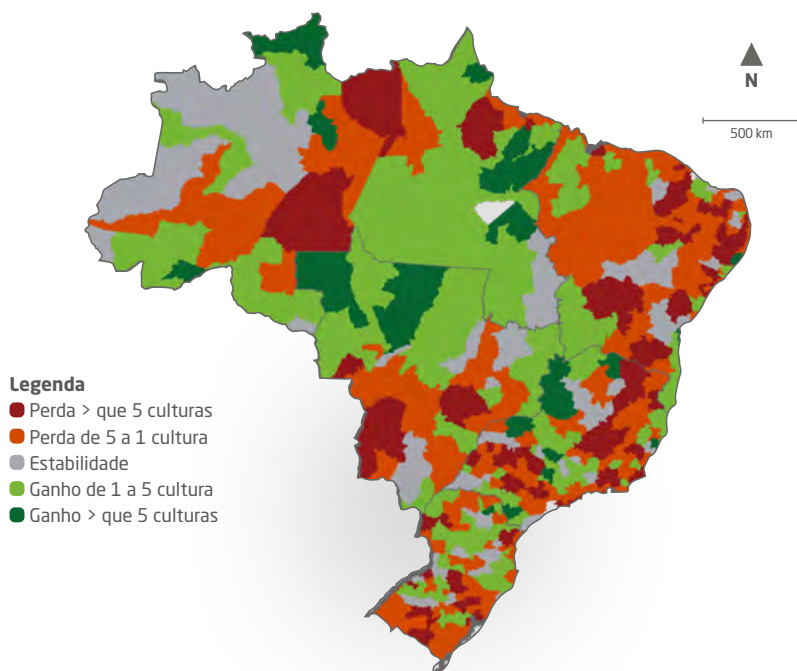 N
500 km
Legenda
Perda > que 5 culturas
Perda de 5 a 1 cultura
Estabilidade
Ganho de 1 a 5 cultura
Ganho > que 5 culturas